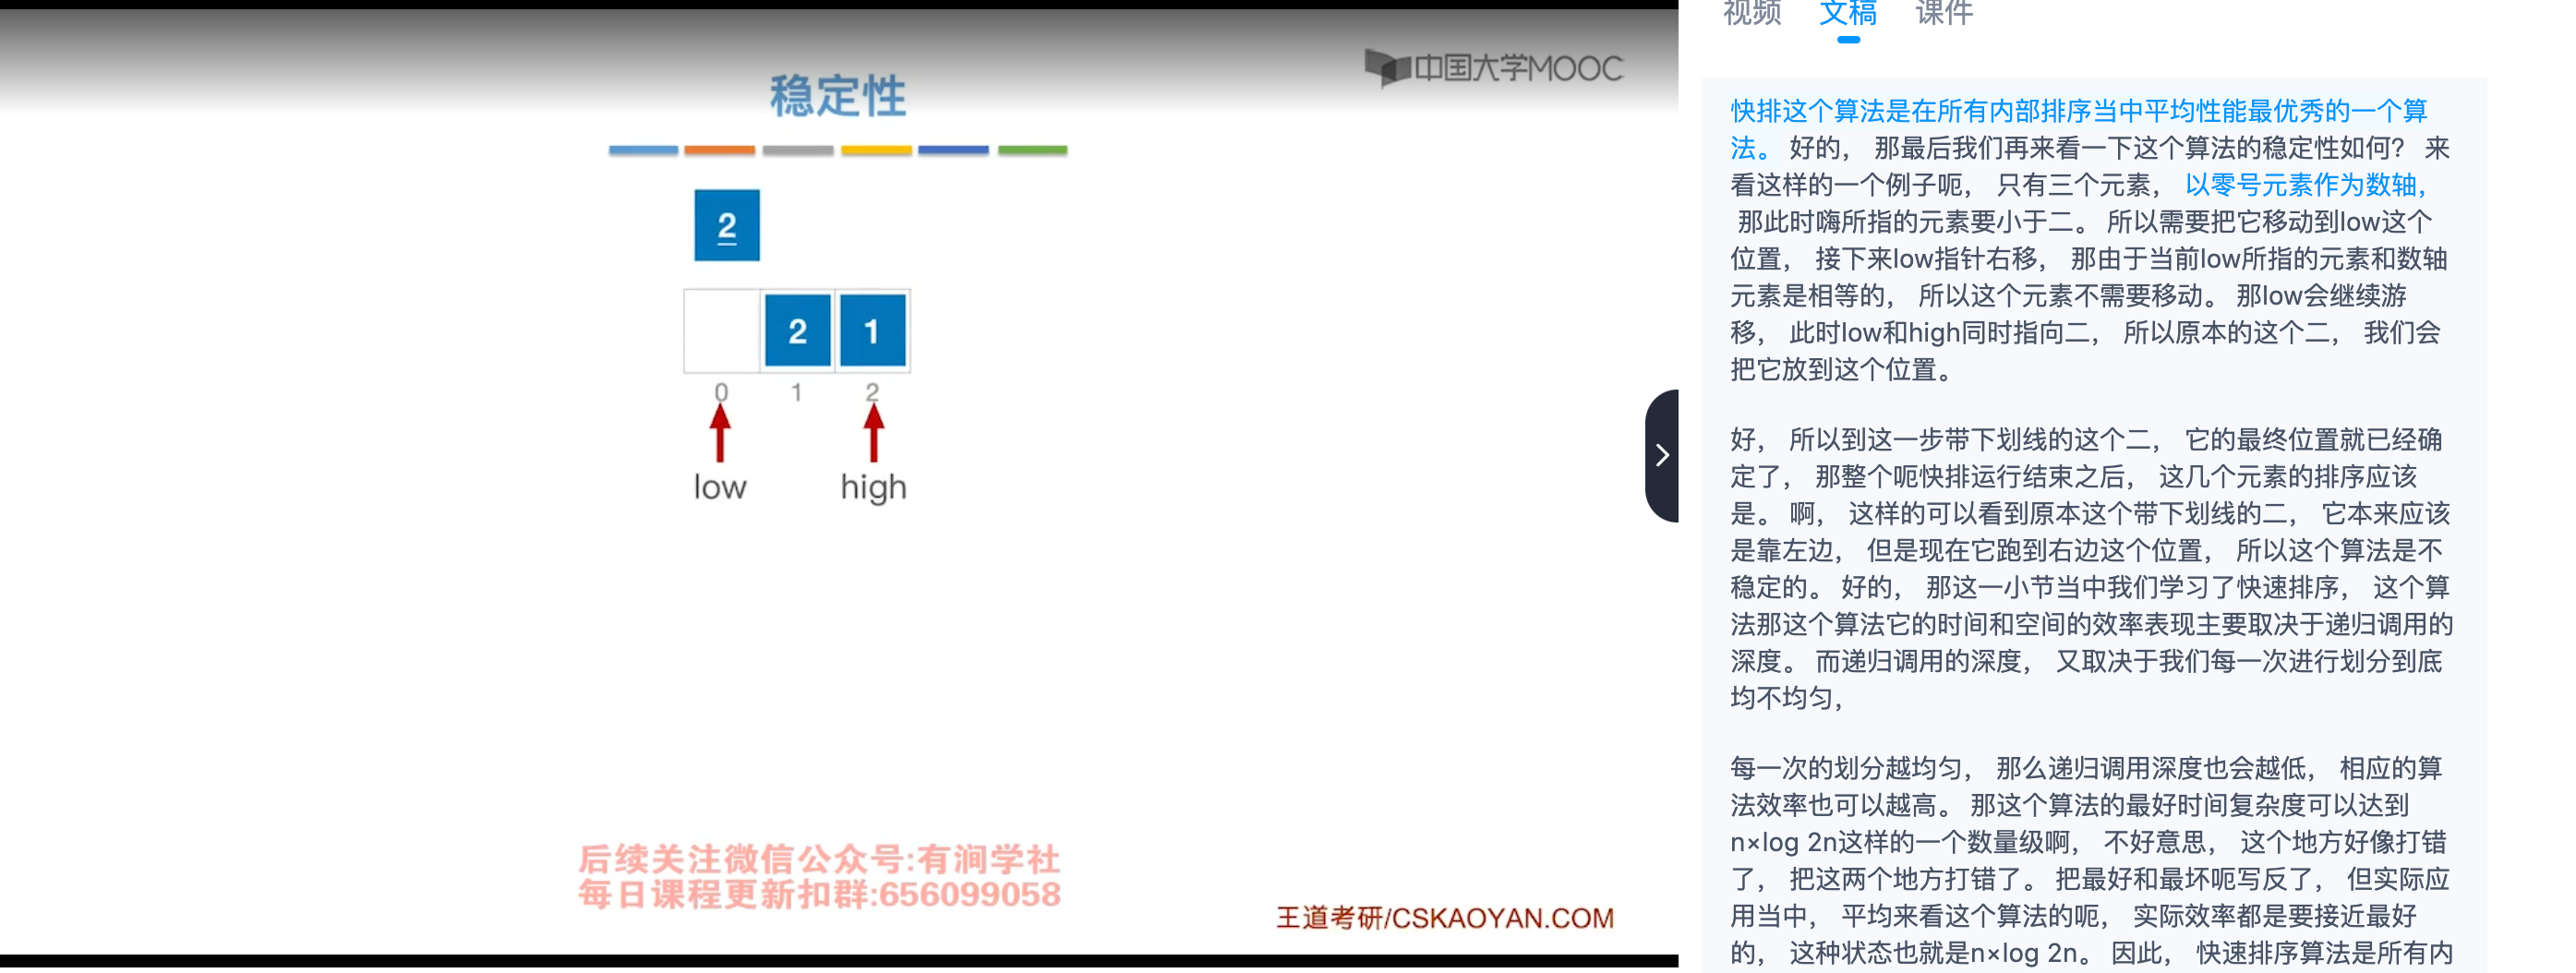 中国大学MOOC
稳定性
2
2 1
0 1 2
low high
后续关注微信公众号:有涧学社
每日课程更新扣群:656099058
王道考研/CSKAOYAN.COM
视频 文稿 课件
快排这个算法是在所有内部排序当中平均性能最优秀的一个算
法。 好的， 那最后我们再来看一下这个算法的稳定性如何? 来
看这样的一个例子呃， 只有三个元素， 以零号元素作为数轴，
那此时嗨所指的元素要小于二。 所以需要把它移动到low这个
位置， 接下来low指针右移， 那由于当前low所指的元素和数轴
元素是相等的， 所以这个元素不需要移动。 那low会继续游
移， 此时low和high同时指向二， 所以原本的这个二， 我们会
把它放到这个位置。
好， 所以到这一步带下划线的这个二， 它的最终位置就已经确
定了， 那整个呃快排运行结束之后， 这几个元素的排序应该
是。 啊， 这样的可以看到原本这个带下划线的二， 它本来应该
是靠左边， 但是现在它跑到右边这个位置， 所以这个算法是不
稳定的。 好的， 那这一小节当中我们学习了快速排序， 这个算
法那这个算法它的时间和空间的效率表现主要取决于递归调用的
深度。 而递归调用的深度， 又取决于我们每一次进行划分到底
均不均匀，
每一次的划分越均匀， 那么递归调用深度也会越低， 相应的算
法效率也可以越高。 那这个算法的最好时间复杂度可以达到
n×log 2n这样的一个数量级啊， 不好意思， 这个地方好像打错
了， 把这两个地方打错了。 把最好和最坏呃写反了， 但实际应
用当中， 平均来看这个算法的呃， 实际效率都是要接近最好
的， 这种状态也就是n×log 2n。 因此， 快速排序算法是所有内